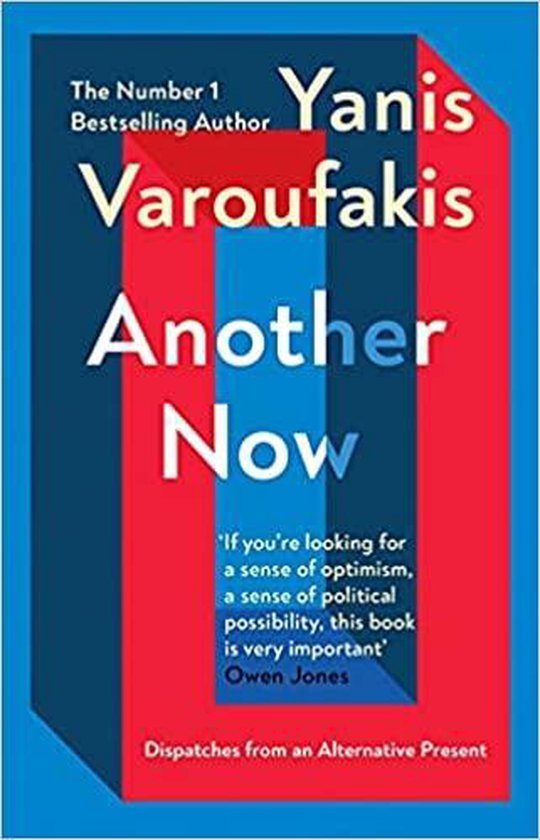 The Number 1
Bestselling Author
Yanis
Varoufakis
Another
Now
‘If you're looking for
a sense of optimism,
a sense of political
possibility, this book
is very important’
Owen Jones
Dispatches from an Alternative Present